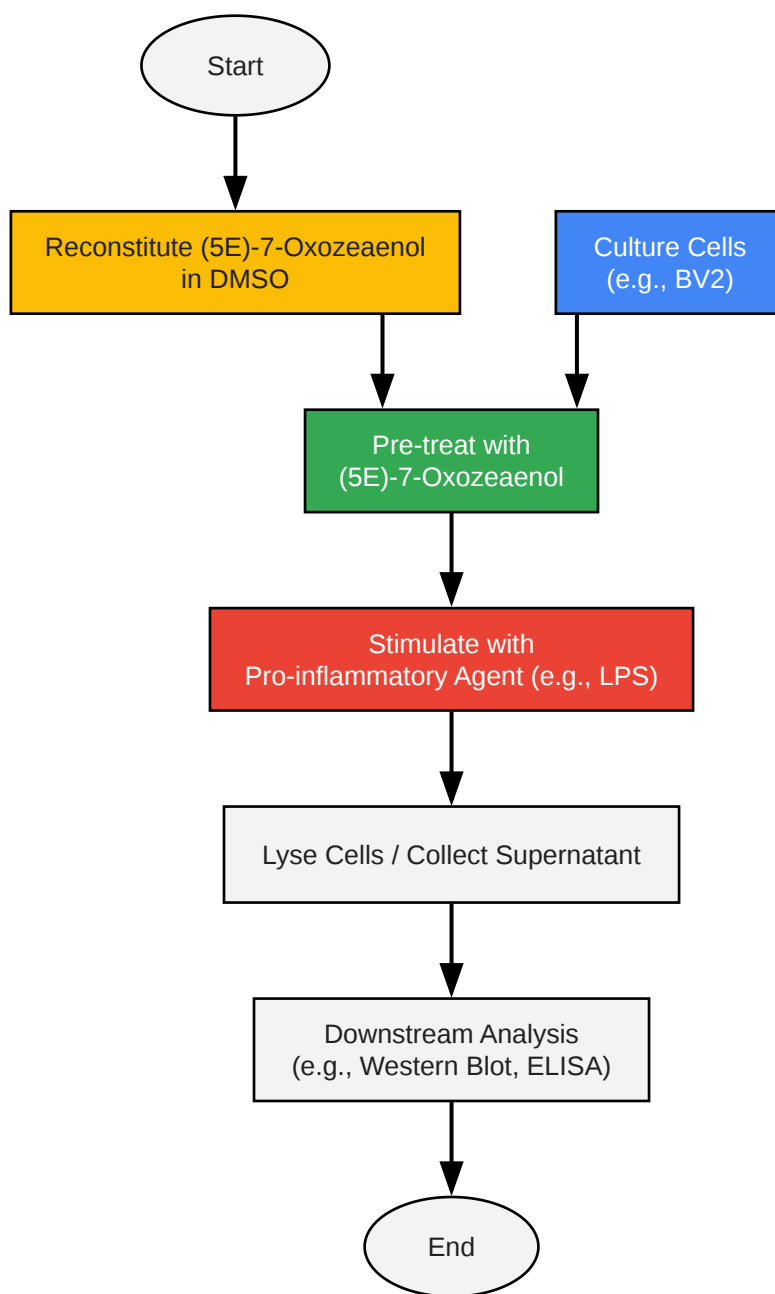 Start
Reconstitute (5E)-7-Oxozeaenol
in DMSO
Culture Cells
(e.g., BV2)
Pre-treat with
(5E)-7-Oxozeaenol
Stimulate with
Pro-inflammatory Agent (e.g., LPS)
Lyse Cells / Collect Supernatant
Downstream Analysis
(e.g., Western Blot, ELISA)
End